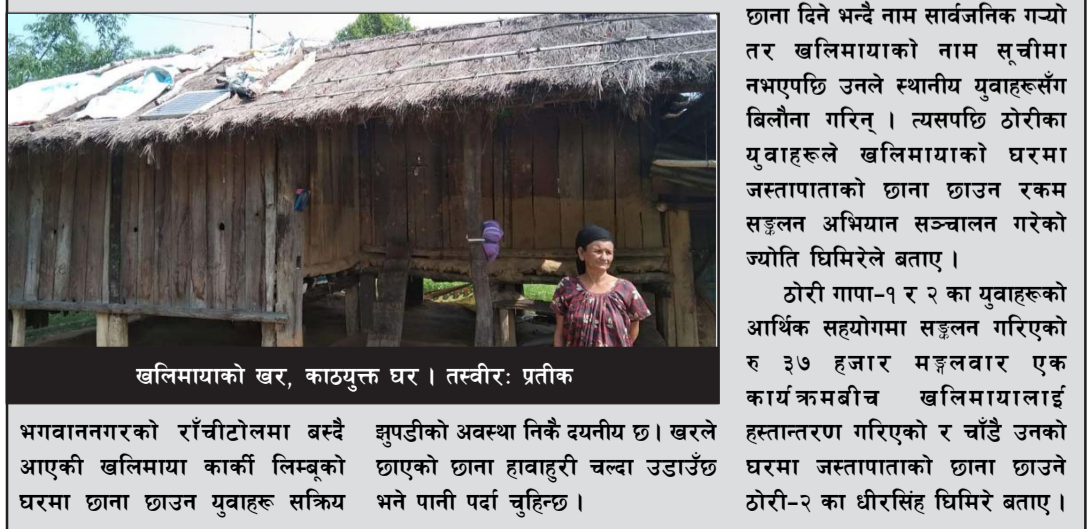 खलिमायाको खर, काठयुक्त घर । तस्वीरः प्रतीक
भगवाननगरको राँचीटोलमा बस्दै
आएकी खलिमाया कार्की लिम्बूको
घरमा छाना छाउन युवाहरू सक्रिय
झुपडीको अवस्था निकै दयनीय छ। खरले
छाएको छाना हावाहुरी चल्दा उडाउँछ
भने पानी पर्दा चुहिन्छ ।
छाना दिने भन्दै नाम सार्वजनिक गऱ्यो
तर खलिमायाको नाम सूचीमा
नभएपछि उनले स्थानीय युवाहरूसँग
बिलौना गरिन् । त्यसपछि ठोरीका
युवाहरूले खलिमायाको घरमा
जस्तापाताको छाना छाउन रकम
सङ्कलन अभियान सञ्चालन गरेको
ज्योति घिमिरेले बताए ।
ठोरी गापा-१ र २ का युवाहरूको
आर्थिक सहयोगमा सङ्कलन गरिएको
रु ३७ हजार मङ्गलवार एक
कार्यक्रमबीच खलिमायालाई
हस्तान्तरण गरिएको र चाँडै उनको
घरमा जस्तापाताको छाना छाउने
ठोरी-२ का धीरसिंह घिमिरे बताए ।